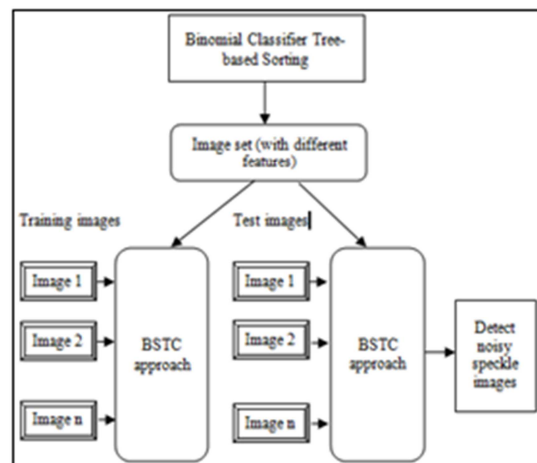 Binomial Classifier Tree-
based Sorting
Image set (with different
features)
Training images
Test images
Image 1
Image 2
Image n
BSTC
approach
Image 1
Image 2
Image n
BSTC
approach
Detect
noisy
speckle
images